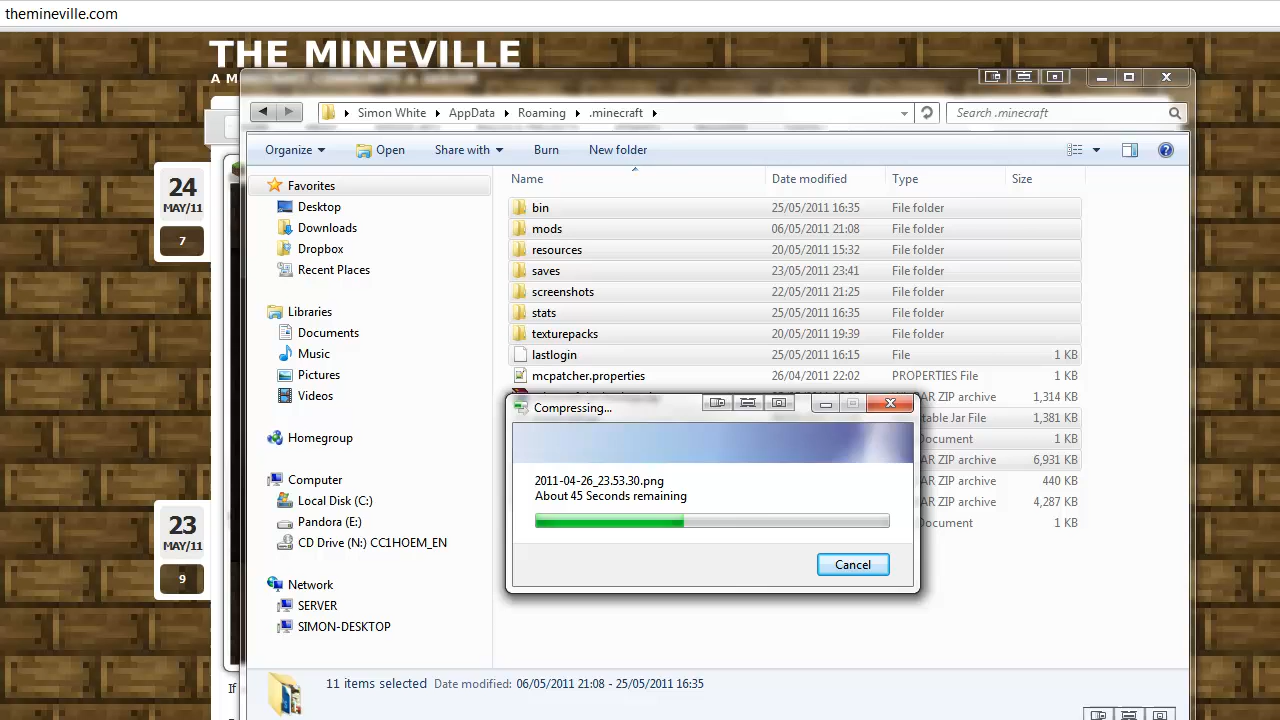 themineville.com
THE MINEVILLE
A M
Simon White
AppData
Roaming
.minecraft
Search .minecraft
Organize
Open
Share with
Burn
New folder
Name
Date modified
Type
Size
Favorites
Desktop
Downloads
Dropbox
Recent Places
Libraries
Documents
Music
Pictures
Videos
Homegroup
Computer
Local Disk (C:)
Pandora (E:)
CD Drive (N:) CC1HOEM_EN
Network
SERVER
SIMON-DESKTOP
bin 25/05/2011 16:35 File folder
mods 06/05/2011 21:08 File folder
resources 20/05/2011 15:32 File folder
saves 23/05/2011 23:41 File folder
screenshots 22/05/2011 21:25 File folder
stats 25/05/2011 16:35 File folder
texturepacks 20/05/2011 19:39 File folder
lastlogin 25/05/2011 16:15 File 1 KB
mcpatcher.properties 26/04/2011 22:02 PROPERTIES File 1 KB
AR ZIP archive 1,314 KB
table Jar File 1,381 KB
Document 1 KB
AR ZIP archive 6,931 KB
AR ZIP archive 440 KB
AR ZIP archive 4,287 KB
Document 1 KB
Compressing...
2011-04-26_23.53.30.png
About 45 Seconds remaining
Cancel
24
MAY/11
7
23
MAY/11
9
If
11 items selected Date modified: 06/05/2011 21:08 - 25/05/2011 16:35